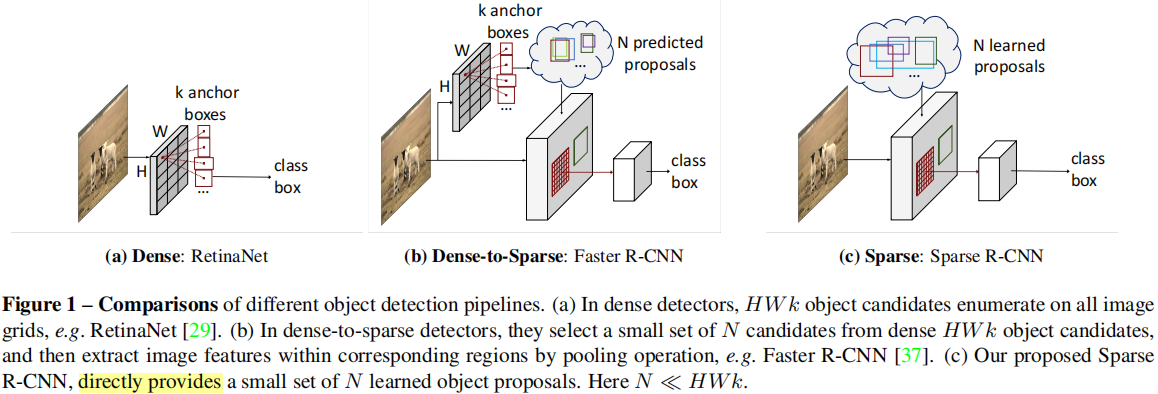 k anchor
boxes
W
H
...
class
box
(a) Dense: RetinaNet
k anchor
boxes
W
H
...
N predicted
proposals
...
class
box
(b) Dense-to-Sparse: Faster R-CNN
N learned
proposals
...
class
box
(c) Sparse: Sparse R-CNN
Figure 1 – Comparisons of different object detection pipelines. (a) In dense detectors, HWk object candidates enumerate on all image
grids, e.g. RetinaNet [29]. (b) In dense-to-sparse detectors, they select a small set of N candidates from dense HWk object candidates,
and then extract image features within corresponding regions by pooling operation, e.g. Faster R-CNN [37]. (c) Our proposed Sparse
R-CNN, directly provides a small set of N learned object proposals. Here N ≪ HWk.